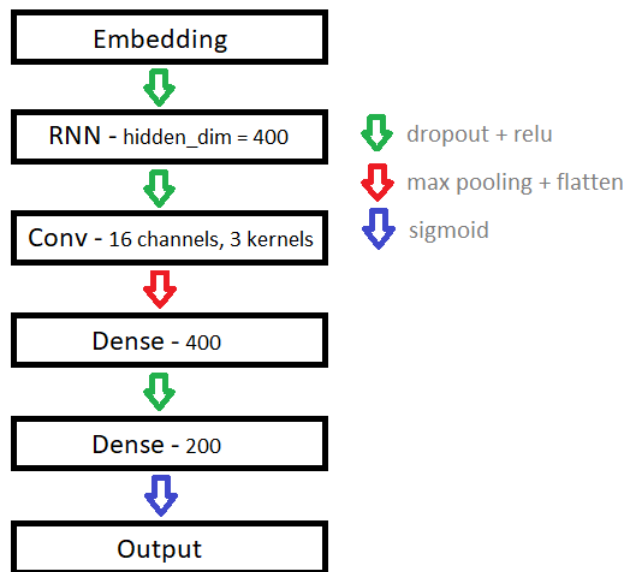 Embedding
RNN - hidden_dim = 400
dropout + relu
max pooling + flatten
Conv - 16 channels, 3 kernels
sigmoid
Dense - 400
Dense - 200
Output